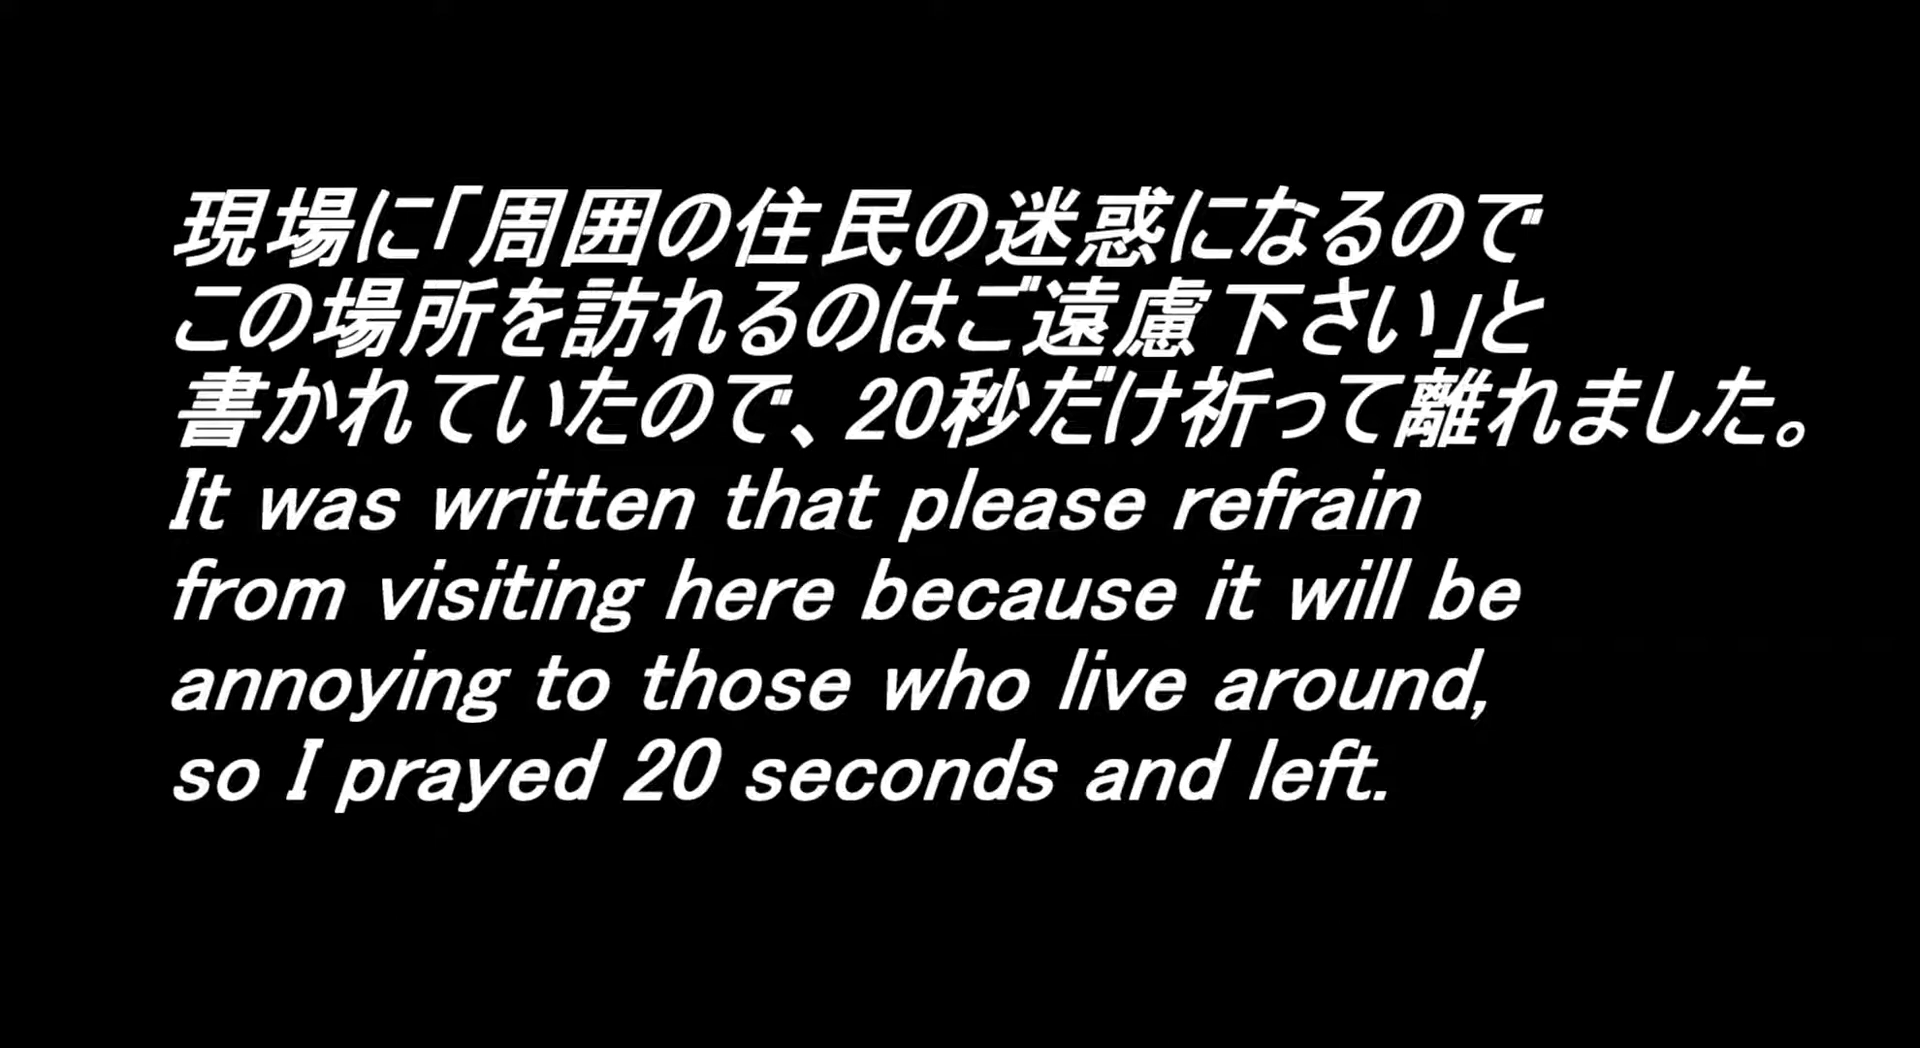 現場に「周囲の住民の迷惑になるので
この場所を訪れるのはご遠慮下さい」と
書かれていたので、20秒だけ祈って離れました。
It was written that please refrain
from visiting here because it will be
annoying to those who live around,
so I prayed 20 seconds and left.